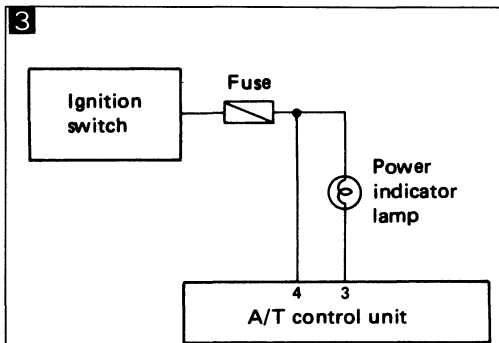 3
Fuse
Ignition
switch
Power
indicator
lamp
4 3
A/T control unit